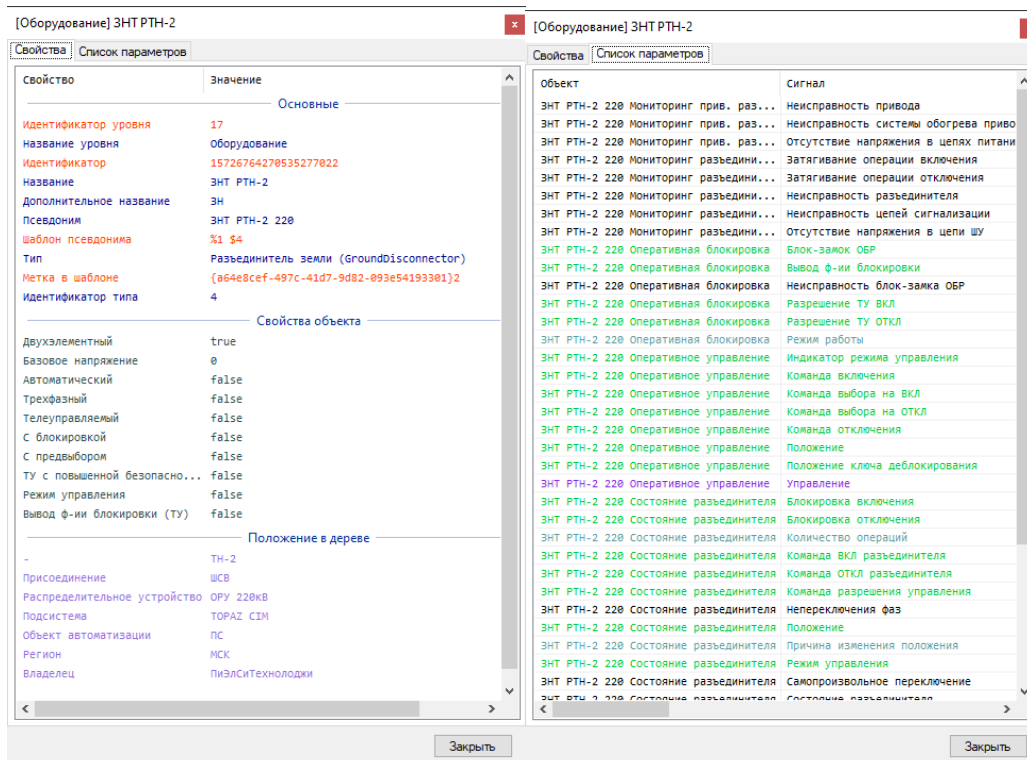 [Оборудование] ЗНТ РТН-2
x
Свойства Список параметров
Свойство Значение
Основные
Идентификатор уровня 17
Название уровня Оборудование
Идентификатор 15726764270535277022
Название ЗНТ РТН-2
Дополнительное название ЗН
Псевдоним ЗНТ РТН-2 220
Шаблон псевдонима %1 $4
Тип Разъединитель земли (GroundDisconnector)
Метка в шаблоне {a64e8cef-497c-41d7-9d82-093e54193301}2
Идентификатор типа 4
Свойства объекта
Двухэлементный true
Базовое напряжение 0
Автоматический false
Трехфазный false
Телеуправляемый false
С блокировкой false
С предвыбором false
ТУ с повышенной безопасно... false
Режим управления false
Вывод ф-ии блокировки (ТУ) false
Положение в дереве
- ТН-2
Присоединение ШСВ
Распределительное устройство ОРУ 220кВ
Подсистема TOPAZ CIM
Объект автоматизации ПС
Регион МСК
Владелец ПиЭлСиТехнолоджи
Закрыть
[Оборудование] ЗНТ РТН-2
Свойства Список параметров
Объект Сигнал
ЗНТ РТН-2 220 Мониторинг прив. раз... Неисправность привода
ЗНТ РТН-2 220 Мониторинг прив. раз... Неисправность системы обогрева приво
ЗНТ РТН-2 220 Мониторинг прив. раз... Отсутствие напряжения в цепях питани
ЗНТ РТН-2 220 Мониторинг разъедини... Затягивание операции включения
ЗНТ РТН-2 220 Мониторинг разъедини... Затягивание операции отключения
ЗНТ РТН-2 220 Мониторинг разъедини... Неисправность разъединителя
ЗНТ РТН-2 220 Мониторинг разъедини... Неисправность цепей сигнализации
ЗНТ РТН-2 220 Мониторинг разъедини... Отсутствие напряжения в цепи ШУ
ЗНТ РТН-2 220 Оперативная блокировка Блок-замок ОБР
ЗНТ РТН-2 220 Оперативная блокировка Вывод ф-ии блокировки
ЗНТ РТН-2 220 Оперативная блокировка Неисправность блок-замка ОБР
ЗНТ РТН-2 220 Оперативная блокировка Разрешение ТУ ВКЛ
ЗНТ РТН-2 220 Оперативная блокировка Разрешение ТУ ОТКЛ
ЗНТ РТН-2 220 Оперативная блокировка Режим работы
ЗНТ РТН-2 220 Оперативное управление Индикатор режима управления
ЗНТ РТН-2 220 Оперативное управление Команда включения
ЗНТ РТН-2 220 Оперативное управление Команда выбора на ВКЛ
ЗНТ РТН-2 220 Оперативное управление Команда выбора на ОТКЛ
ЗНТ РТН-2 220 Оперативное управление Команда отключения
ЗНТ РТН-2 220 Оперативное управление Положение
ЗНТ РТН-2 220 Оперативное управление Положение ключа деблокирования
ЗНТ РТН-2 220 Оперативное управление Управление
ЗНТ РТН-2 220 Состояние разъединителя Блокировка включения
ЗНТ РТН-2 220 Состояние разъединителя Блокировка отключения
ЗНТ РТН-2 220 Состояние разъединителя Количество операций
ЗНТ РТН-2 220 Состояние разъединителя Команда ВКЛ разъединителя
ЗНТ РТН-2 220 Состояние разъединителя Команда ОТКЛ разъединителя
ЗНТ РТН-2 220 Состояние разъединителя Команда разрешения управления
ЗНТ РТН-2 220 Состояние разъединителя Непереключения фаз
ЗНТ РТН-2 220 Состояние разъединителя Положение
ЗНТ РТН-2 220 Состояние разъединителя Причина изменения положения
ЗНТ РТН-2 220 Состояние разъединителя Режим управления
ЗНТ РТН-2 220 Состояние разъединителя Самопроизвольное переключение
ЗНТ РТН-2 220 Состояние разъединителя Состояние разъединителя
Закрыть